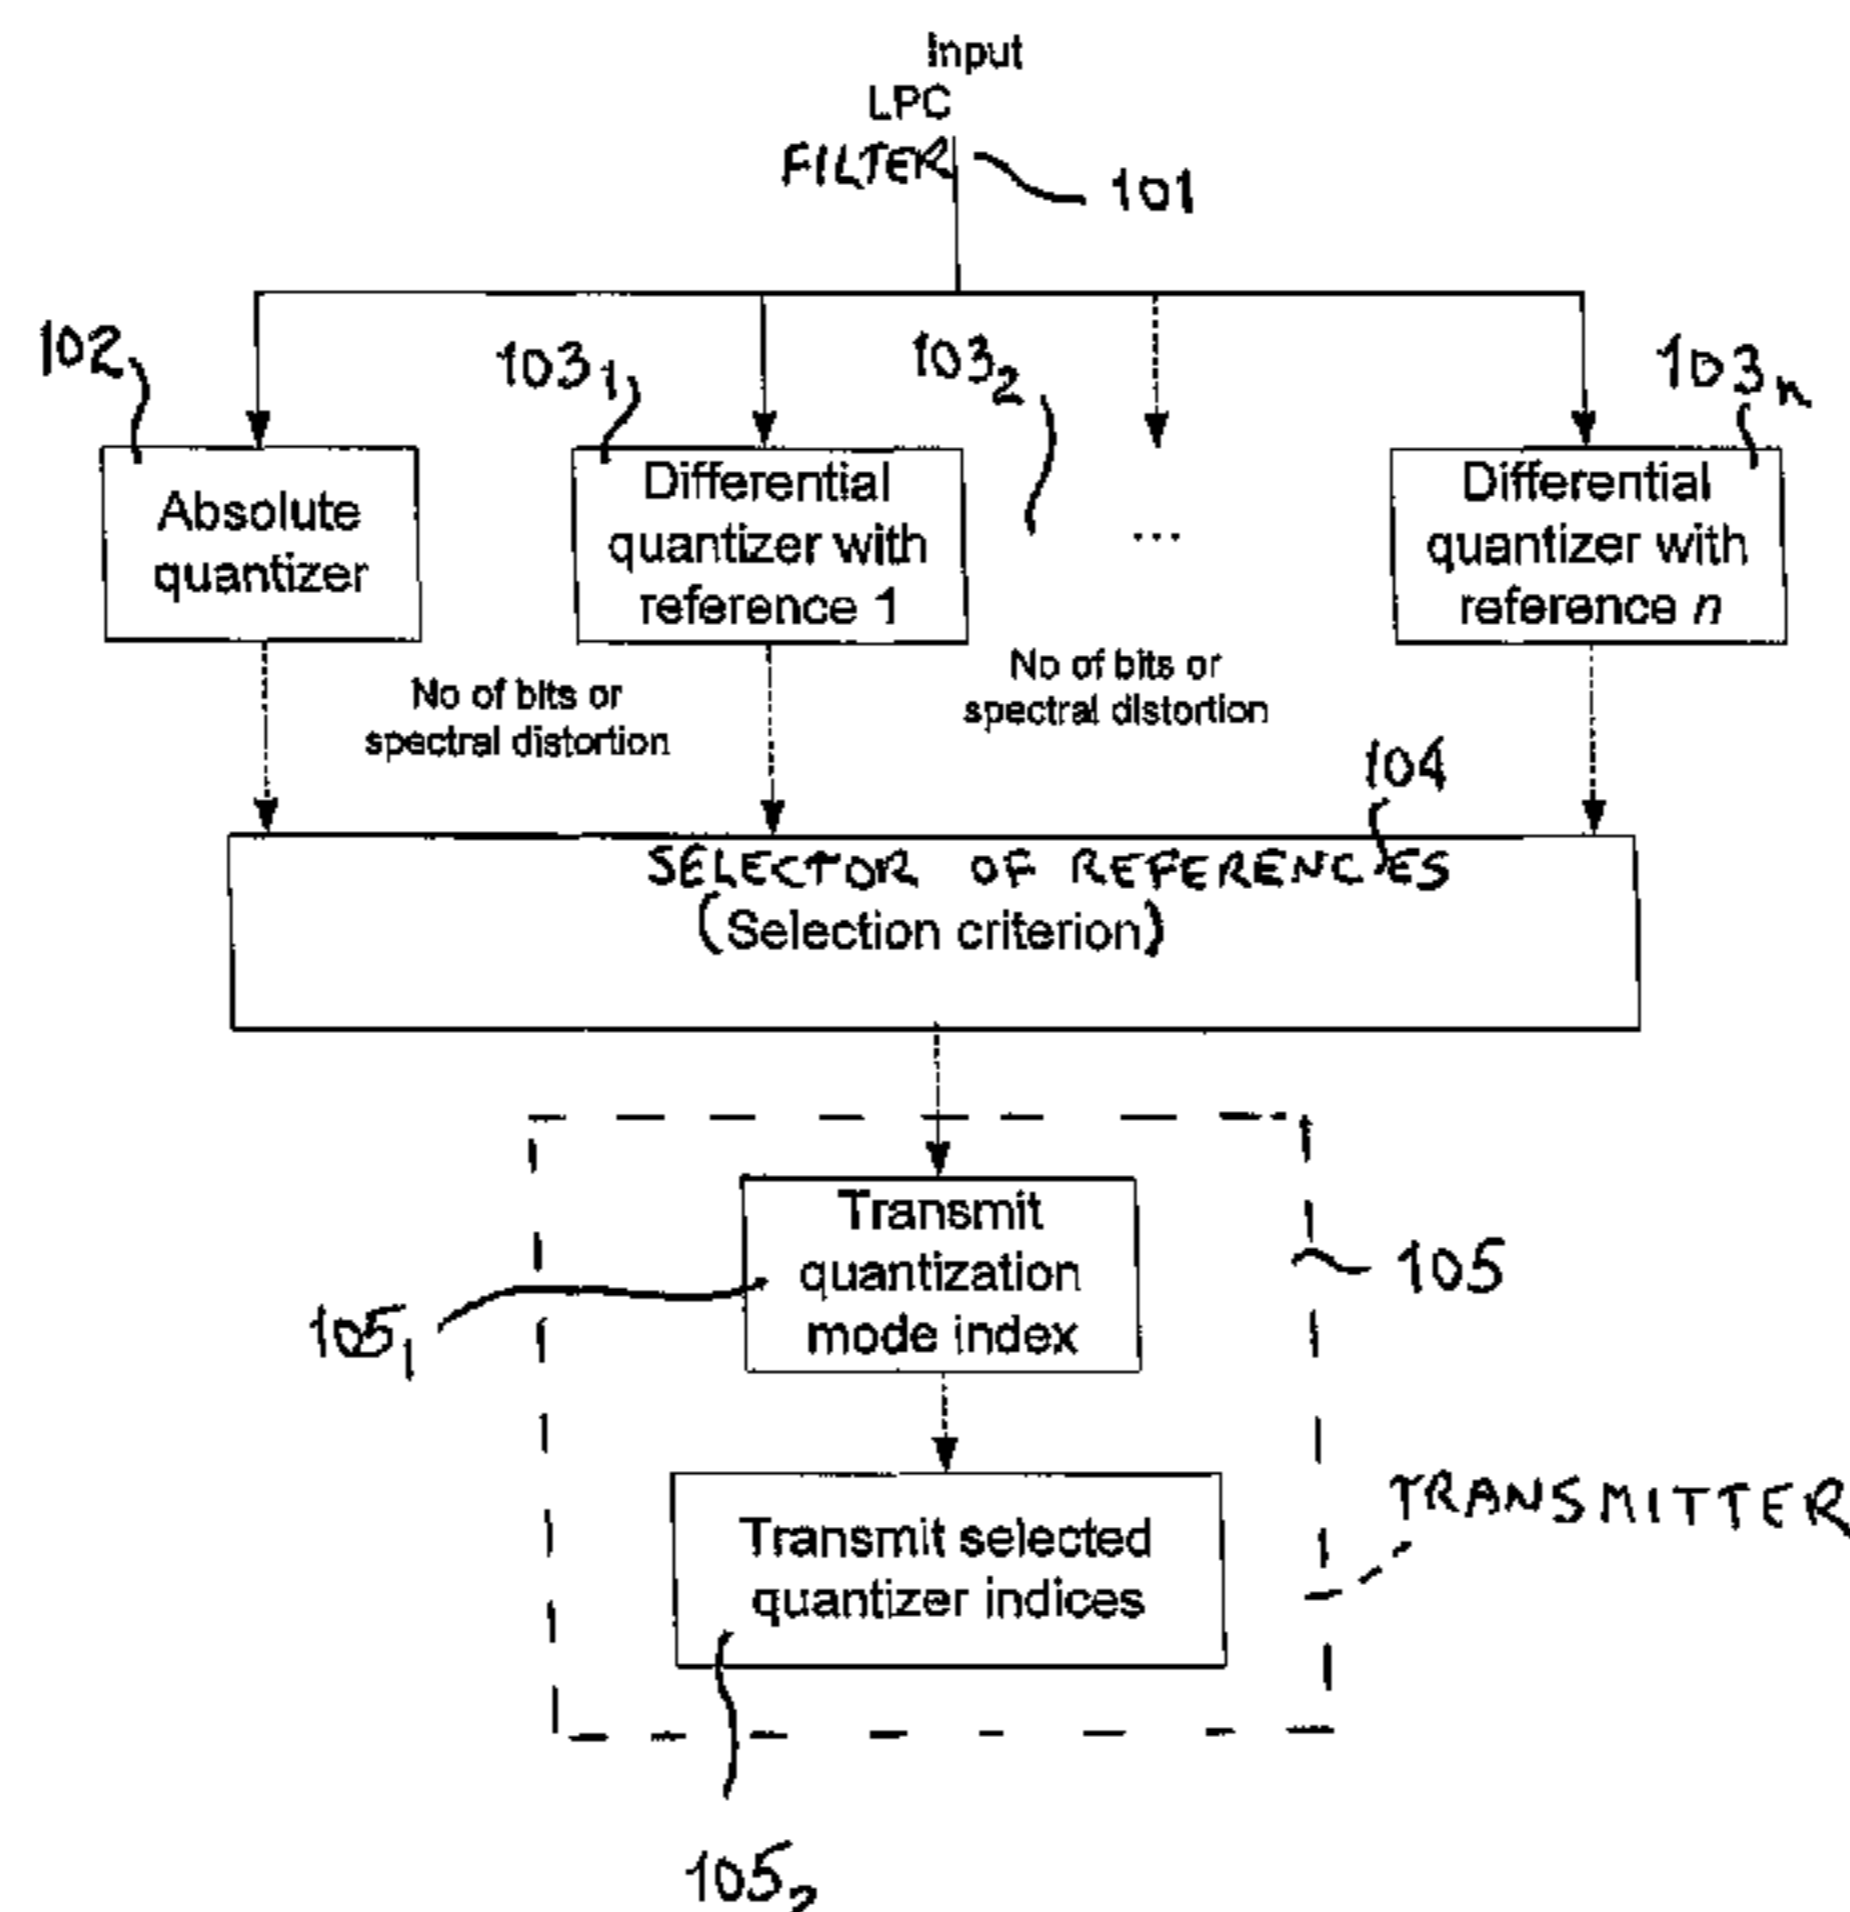 Input
LPC
FILTER
101
102
103₁
103₂
103ₙ
Absolute
quantizer
Differential
quantizer with
reference 1
...
Differential
quantizer with
reference n
No of bits or
spectral distortion
No of bits or
spectral distortion
104
SELECTOR OF REFERENCES
(Selection criterion)
Transmit
quantization
mode index
105
105₁
TRANSMITTER
Transmit selected
quantizer indices
105₂